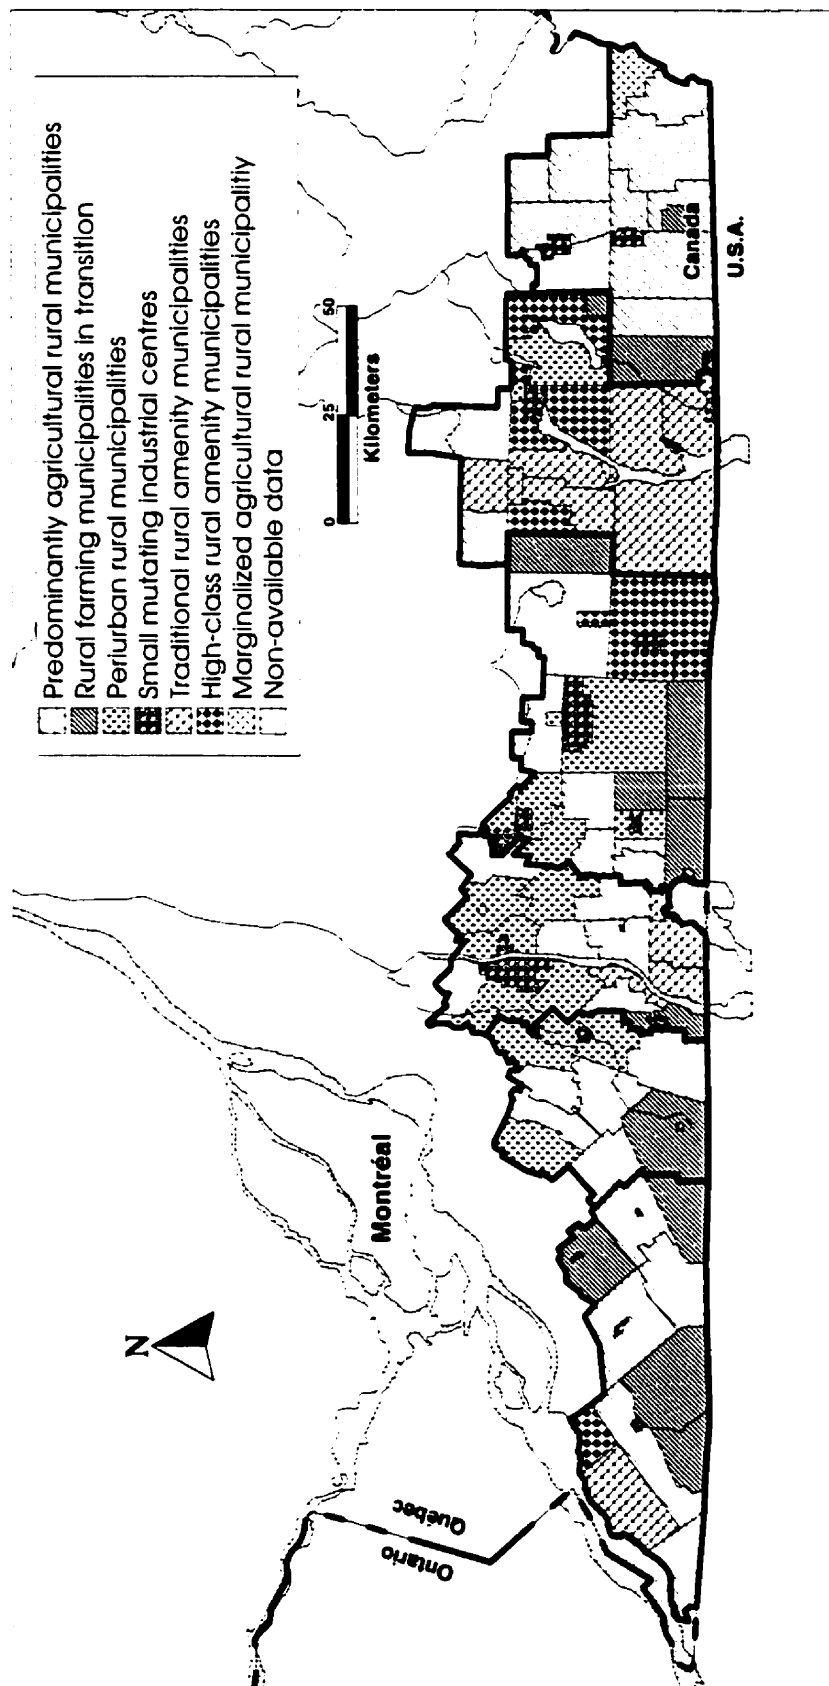 Predominantly agricultural rural municipalities
Rural farming municipalities in transition
Periurban rural municipalities
Small mutating industrial centres
Traditional rural amenity municipalities
High-class rural amenity municipalities
Marginalized agricultural rural municipalitiy
Non-available data
0 25 50
Kilometers
N
Montréal
Ontario
Québec
Canada
U.S.A.